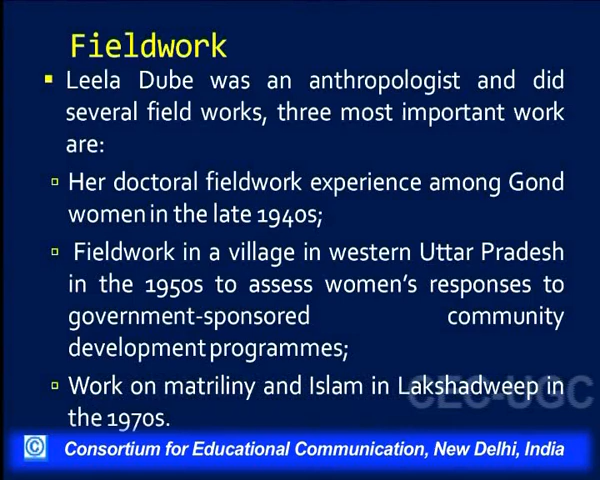 Fieldwork
Leela Dube was an anthropologist and did
several field works, three most important work
are:
Her doctoral fieldwork experience among Gond
women in the late 1940s;
Fieldwork in a village in western Uttar Pradesh
in the 1950s to assess women's responses to
government-sponsored community
development programmes;
Work on matriliny and Islam in Lakshadweep in
the 1970s.
CEC-UGC
© Consortium for Educational Communication, New Delhi, India